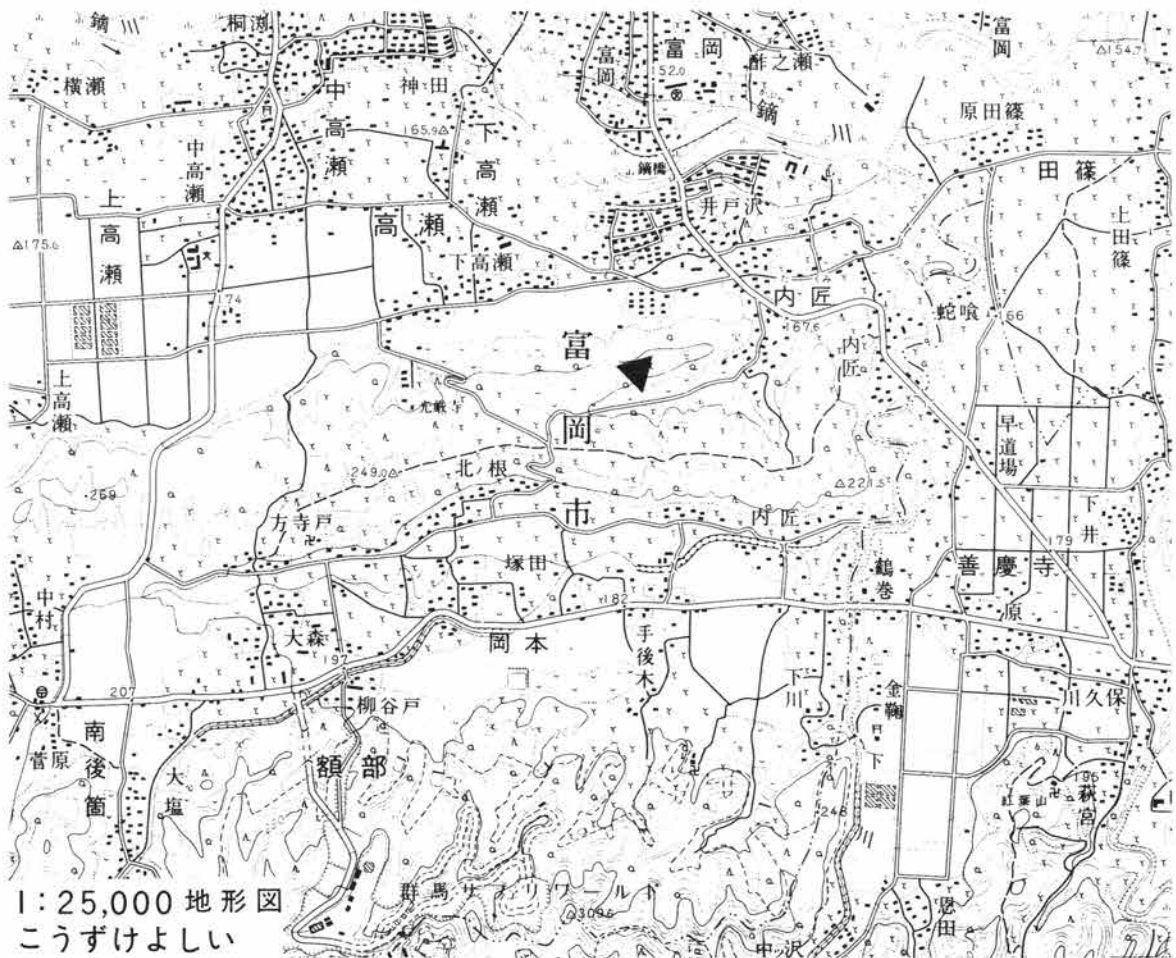 鏑川
桐渕
富岡
富岡
富岡
酢之瀬
△154.7
横瀬
中高瀬
神田
52.0
鏑川
原田篠
中高瀬
165.9△
下高瀬
鏑橋
井戸沢
田篠
上田篠
上高瀬
高瀬
下高瀬
△175.6
174
内匠
蛇喰
166
富岡市
167.6
内匠
上高瀬
光厳寺
早道場
249.0△
北根
△221.5
・269
方寺戸
内匠
下井
179
塚田
鶴巻
善慶寺
原
中村
182
大森
岡本
手後木
197
下川
金鞠
川久保
207
柳谷戸
南後箇
菅原
大塩
額部
下川
195
紅葉山
萩宮
248
群馬サファリワールド
△309.6
恩田
中沢
1:25,000 地形図
こうずけよしい